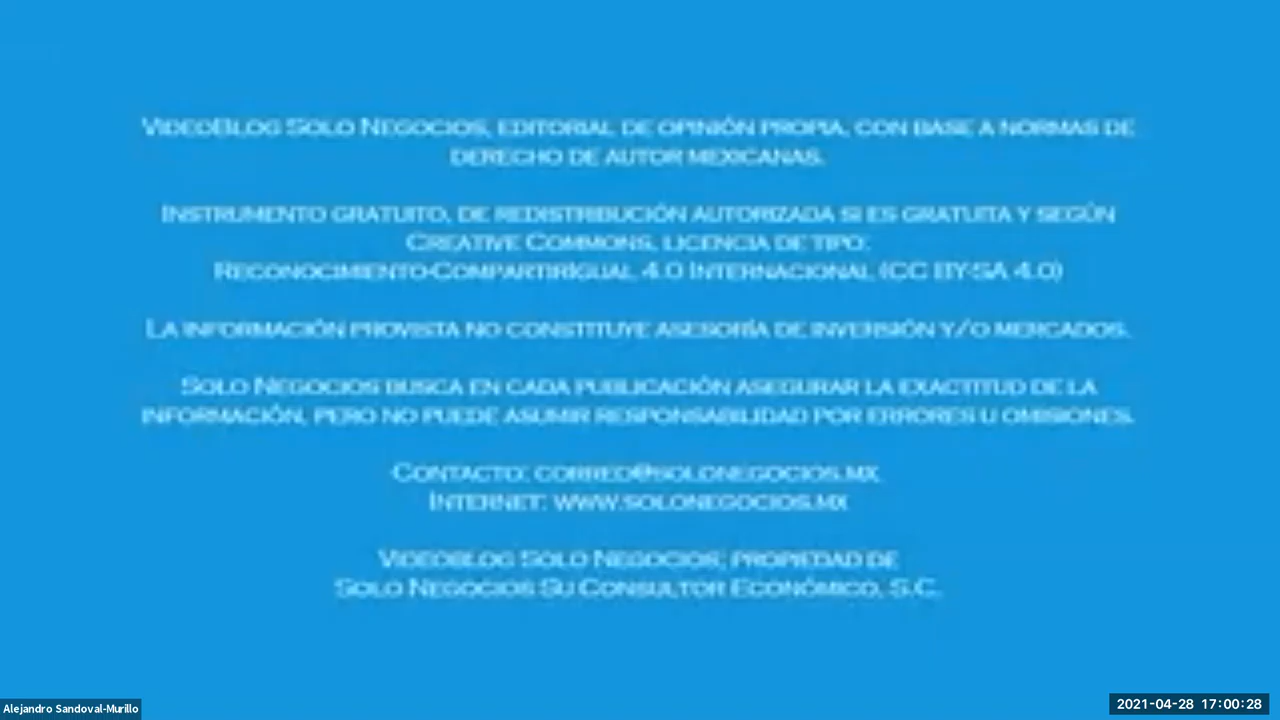 VideoBlog Solo Negocios, editorial de opinión propia, con base a normas de
derecho de autor mexicanas.
Instrumento gratuito, de redistribución autorizada si es gratuita y según
Creative Commons, licencia de tipo:
Reconocimiento-CompartirIgual 4.0 Internacional (CC BY-SA 4.0)
La información provista no constituye asesoría de inversión y/o mercados.
Solo Negocios busca en cada publicación asegurar la exactitud de la
información, pero no puede asumir responsabilidad por errores u omisiones.
Contacto: correo@solonegocios.mx
Internet: www.solonegocios.mx
Videoblog Solo Negocios; propiedad de
Solo Negocios Su Consultor Económico, S.C.
Alejandro Sandoval-Murillo
2021-04-28 17:00:28